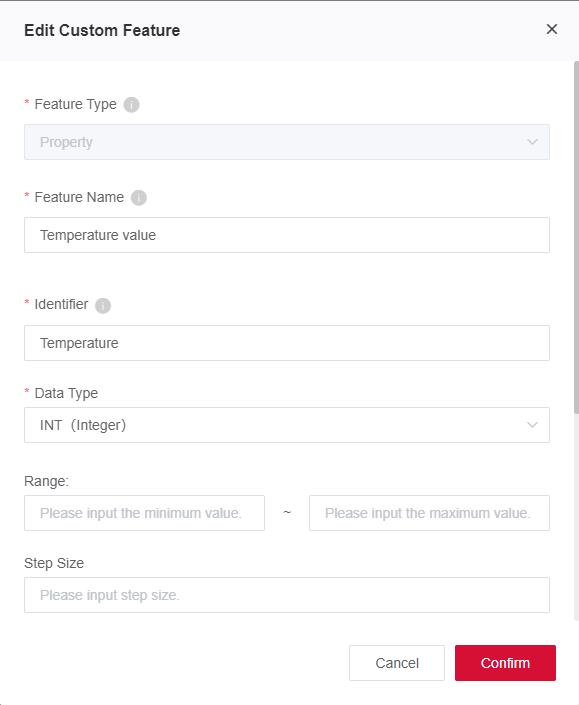 Edit Custom Feature
* Feature Type
Property
* Feature Name
Temperature value
* Identifier
Temperature
* Data Type
INT（Integer）
Range:
Please input the minimum value. ~ Please input the maximum value.
Step Size
Please input step size.
Cancel Confirm